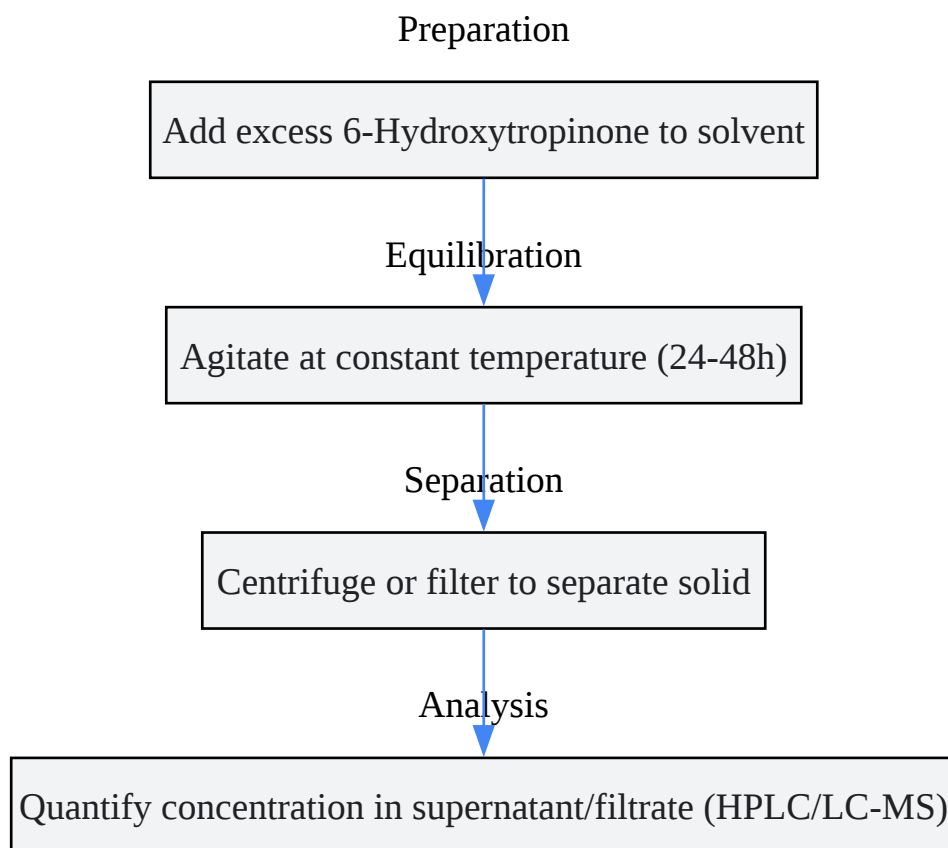 Preparation
Add excess 6-Hydroxytropinone to solvent
Equilibration
Agitate at constant temperature (24-48h)
Separation
Centrifuge or filter to separate solid
Analysis
Quantify concentration in supernatant/filtrate (HPLC/LC-MS)